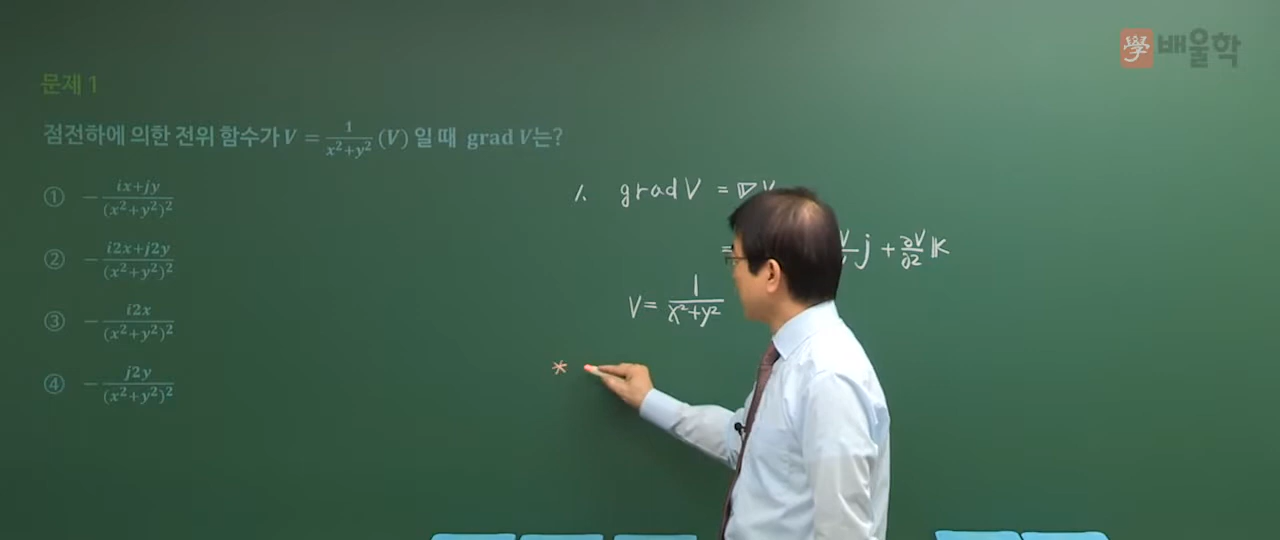 學 배울학
문제 1
점전하에 의한 전위 함수가 V = 1/(x²+y²) (V) 일 때 grad V는?
① − (ix+jy)/(x²+y²)²
② − (i2x+j2y)/(x²+y²)²
③ − i2x/(x²+y²)²
④ − j2y/(x²+y²)²
1. grad V = ∇V
= j + ∂V/∂z k
V = 1/(x²+y²)
*